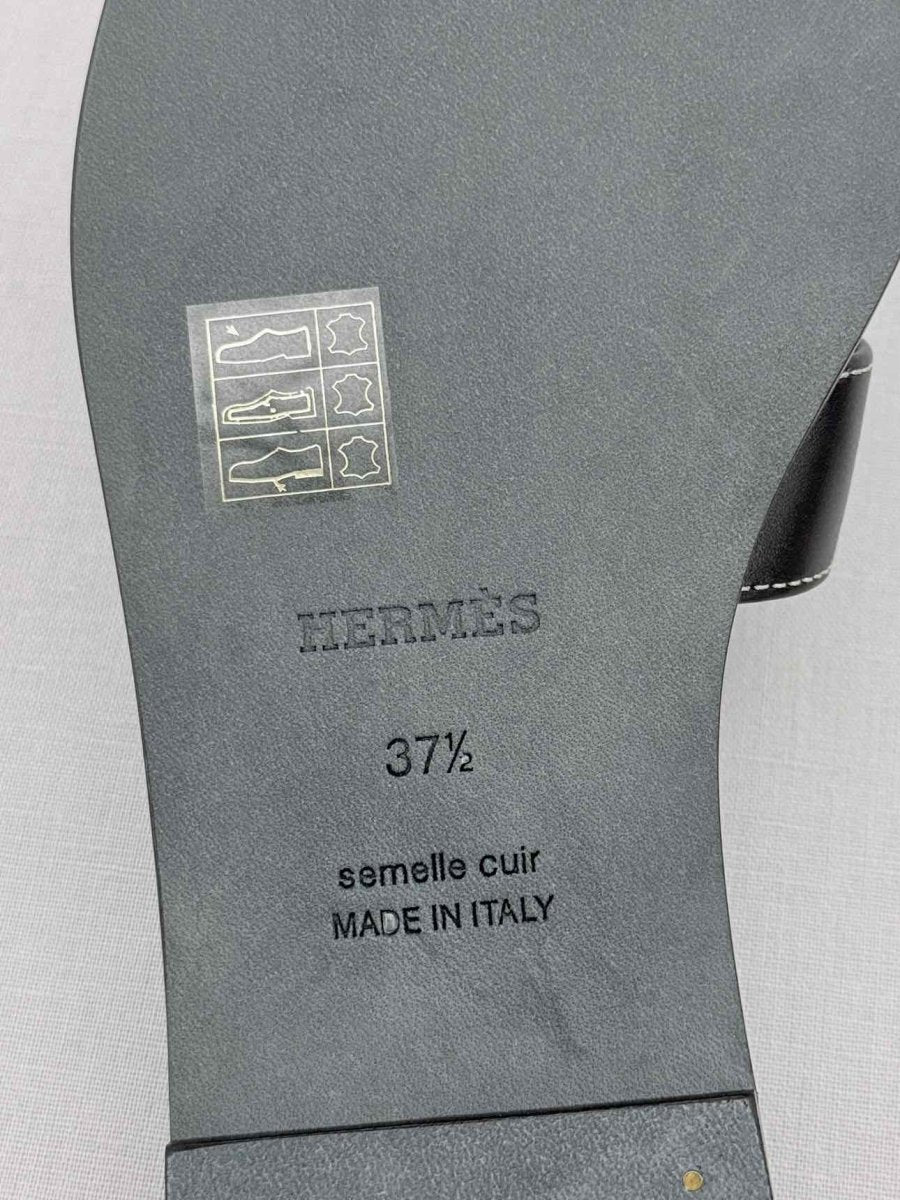 HERMÈS
37½
semelle cuir
MADE IN ITALY